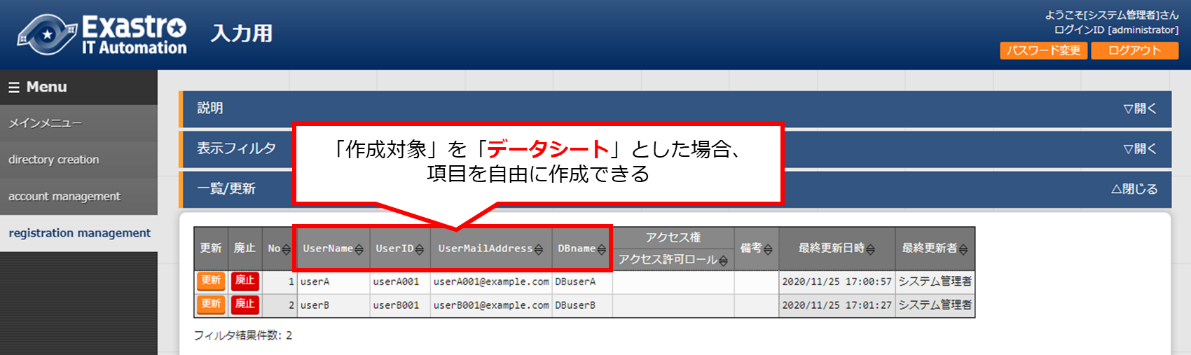 Exastro
IT Automation
入力用
ようこそ[システム管理者]さん
ログインID [administrator]
パスワード変更 ログアウト
Menu
メインメニュー
directory creation
account management
registration management
説明 ▽開く
表示フィルタ ▽開く
一覧/更新 △閉じる
「作成対象」を「データシート」とした場合、
項目を自由に作成できる
更新 廃止 No UserName UserID UserMailAddress DBname アクセス権 備考 最終更新日時 最終更新者
アクセス許可ロール
更新 廃止 1 userA userA001 userA001@example.com DBuserA 2020/11/25 17:00:57 システム管理者
更新 廃止 2 userB userB001 userB001@example.com DBuserB 2020/11/25 17:01:27 システム管理者
フィルタ結果件数: 2